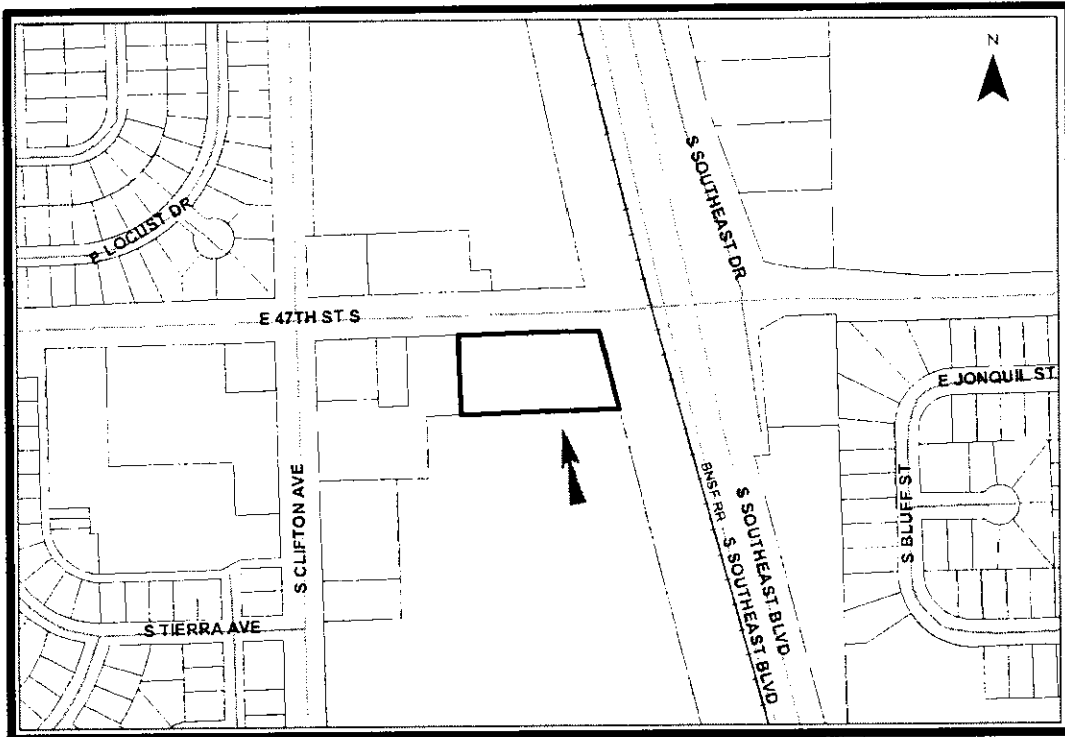 N
S SOUTHEAST DR
E LOCUST DR
E 47TH ST S
E JONQUIL ST
S CLIFTON AVE
BNSF RR
S SOUTHEAST BLVD
S SOUTHEAST BLVD
S BLUFF ST
S TIERRA AVE